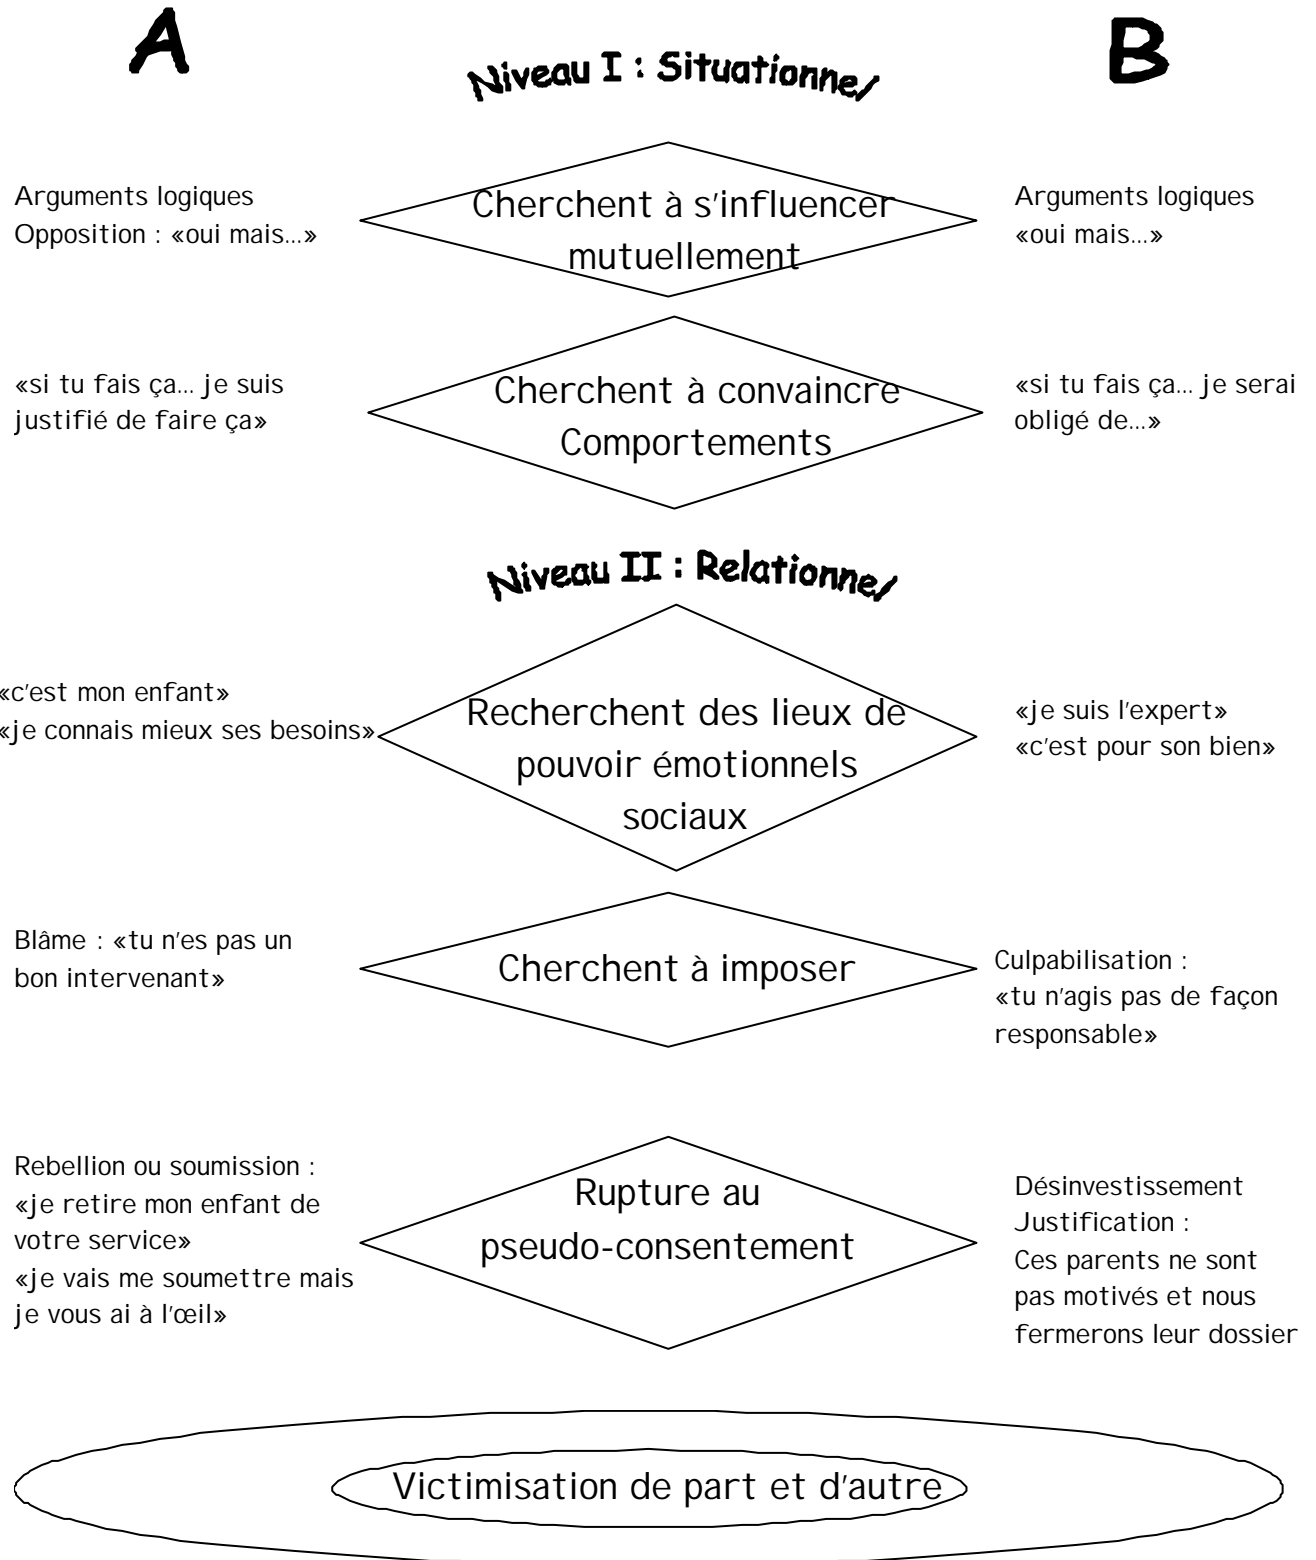 A
B
Niveau I : Situationnel
Arguments logiques
Opposition : «oui mais...»
Cherchent à s'influencer
mutuellement
Arguments logiques
«oui mais...»
«si tu fais ça... je suis
justifié de faire ça»
Cherchent à convaincre
Comportements
«si tu fais ça... je serai
obligé de...»
Niveau II : Relationnel
«c'est mon enfant»
«je connais mieux ses besoins»
Recherchent des lieux de
pouvoir émotionnels
sociaux
«je suis l'expert»
«c'est pour son bien»
Blâme : «tu n'es pas un
bon intervenant»
Cherchent à imposer
Culpabilisation :
«tu n'agis pas de façon
responsable»
Rebellion ou soumission :
«je retire mon enfant de
votre service»
«je vais me soumettre mais
je vous ai à l'œil»
Rupture au
pseudo-consentement
Désinvestissement
Justification :
Ces parents ne sont
pas motivés et nous
fermerons leur dossier
Victimisation de part et d'autre